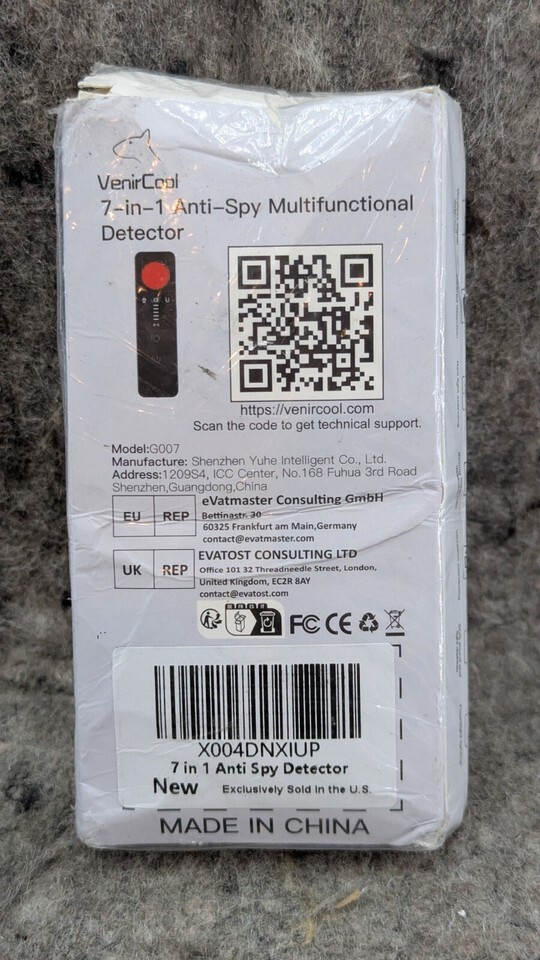 VenirCool
7-in-1 Anti-Spy Multifunctional
Detector
https://venircool.com
Scan the code to get technical support.
Model:G007
Manufacture: Shenzhen Yuhe Intelligent Co., Ltd.
Address:1209S4, ICC Center, No.168 Fuhua 3rd Road
Shenzhen,Guangdong,China
EU REP
eVatmaster Consulting GmbH
Bettinastr. 30
60325 Frankfurt am Main,Germany
contact@evatmaster.com
UK REP
EVATOST CONSULTING LTD
Office 101 32 Threadneedle Street, London,
United Kingdom, EC2R 8AY
contact@evatost.com
FC CE
X004DNXIUP
7 in 1 Anti Spy Detector
New Exclusively Sold in the U.S.
MADE IN CHINA